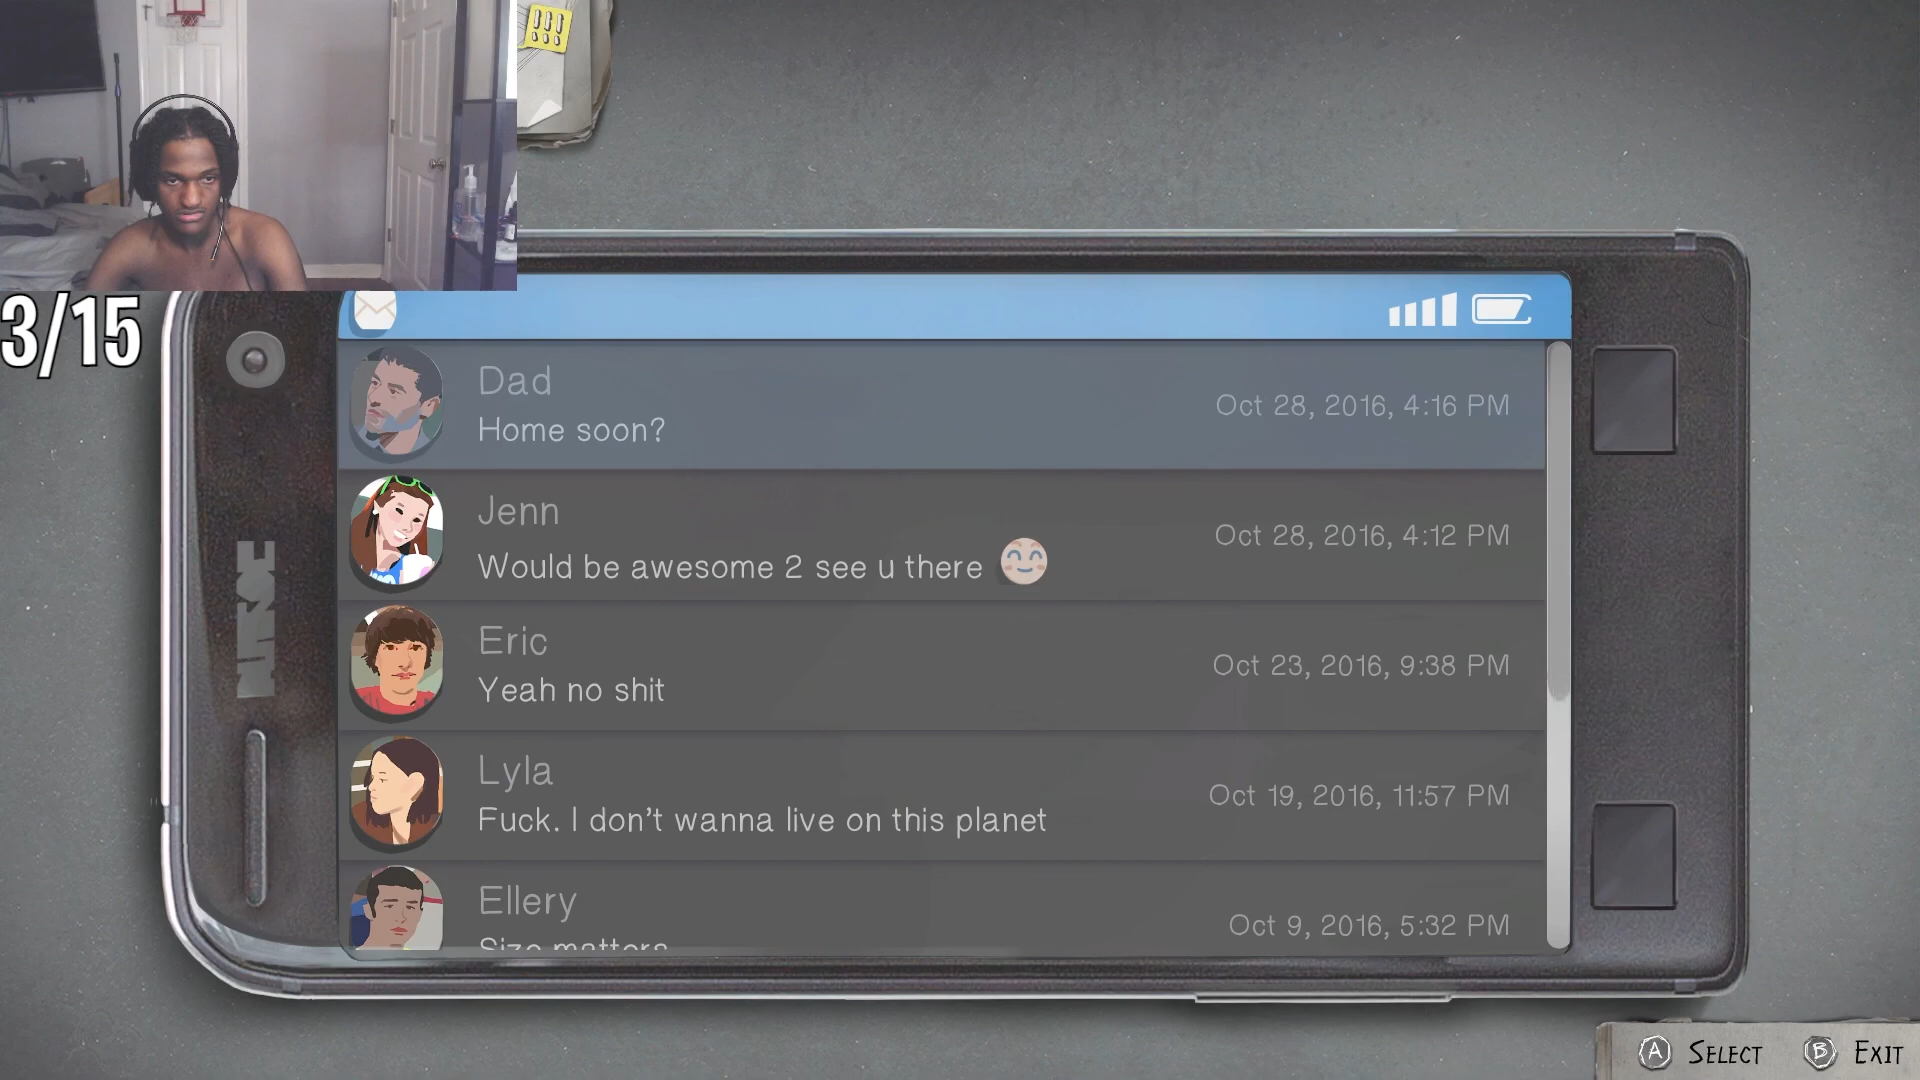 !!!
3/15
Dad
Oct 28, 2016, 4:16 PM
Home soon?
Jenn
Oct 28, 2016, 4:12 PM
Would be awesome 2 see u there
Eric
Oct 23, 2016, 9:38 PM
Yeah no shit
Lyla
Oct 19, 2016, 11:57 PM
Fuck. I don't wanna live on this planet
Ellery
Oct 9, 2016, 5:32 PM
Size matters
A SELECT B EXIT